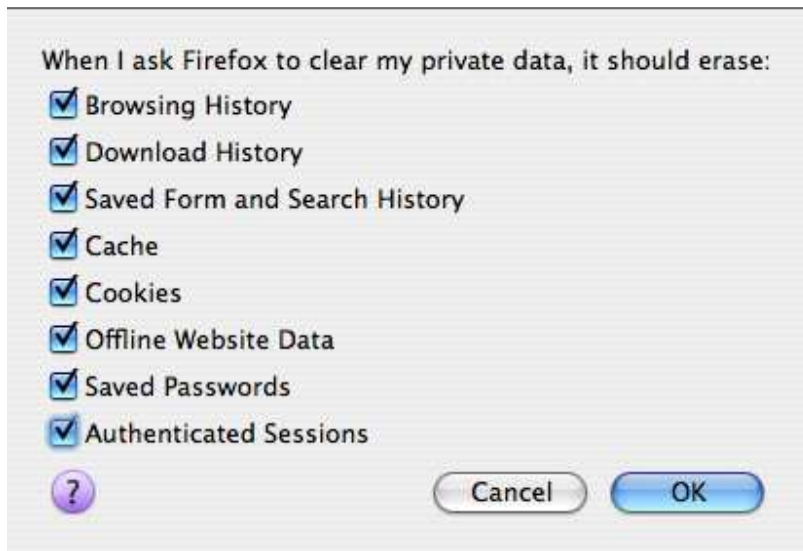 When I ask Firefox to clear my private data, it should erase:
Browsing History
Download History
Saved Form and Search History
Cache
Cookies
Offline Website Data
Saved Passwords
Authenticated Sessions
? Cancel OK